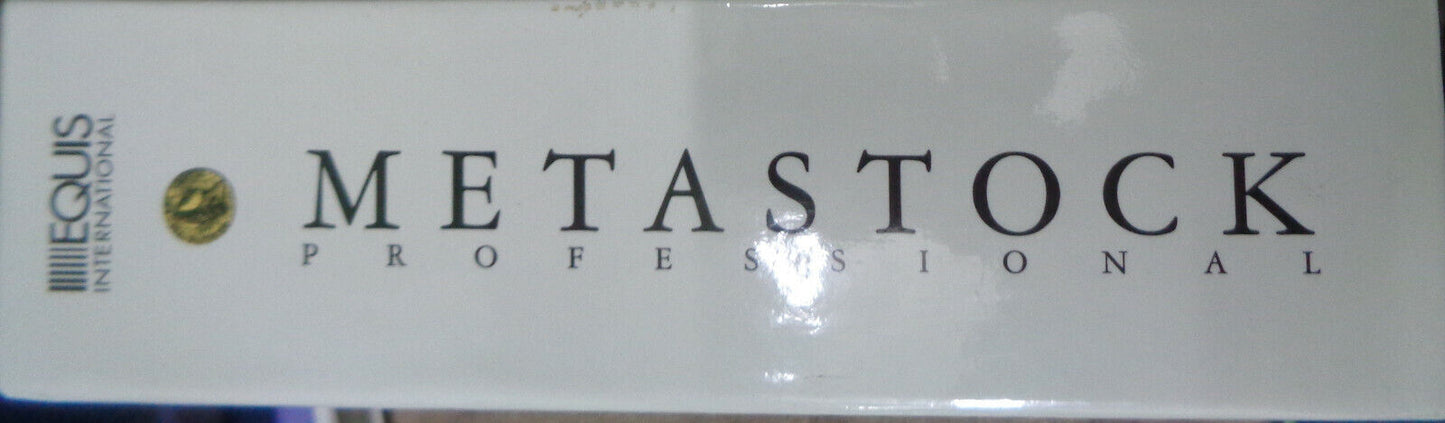 EQUIS
INTERNATIONAL
METASTOCK
PROFESSIONAL